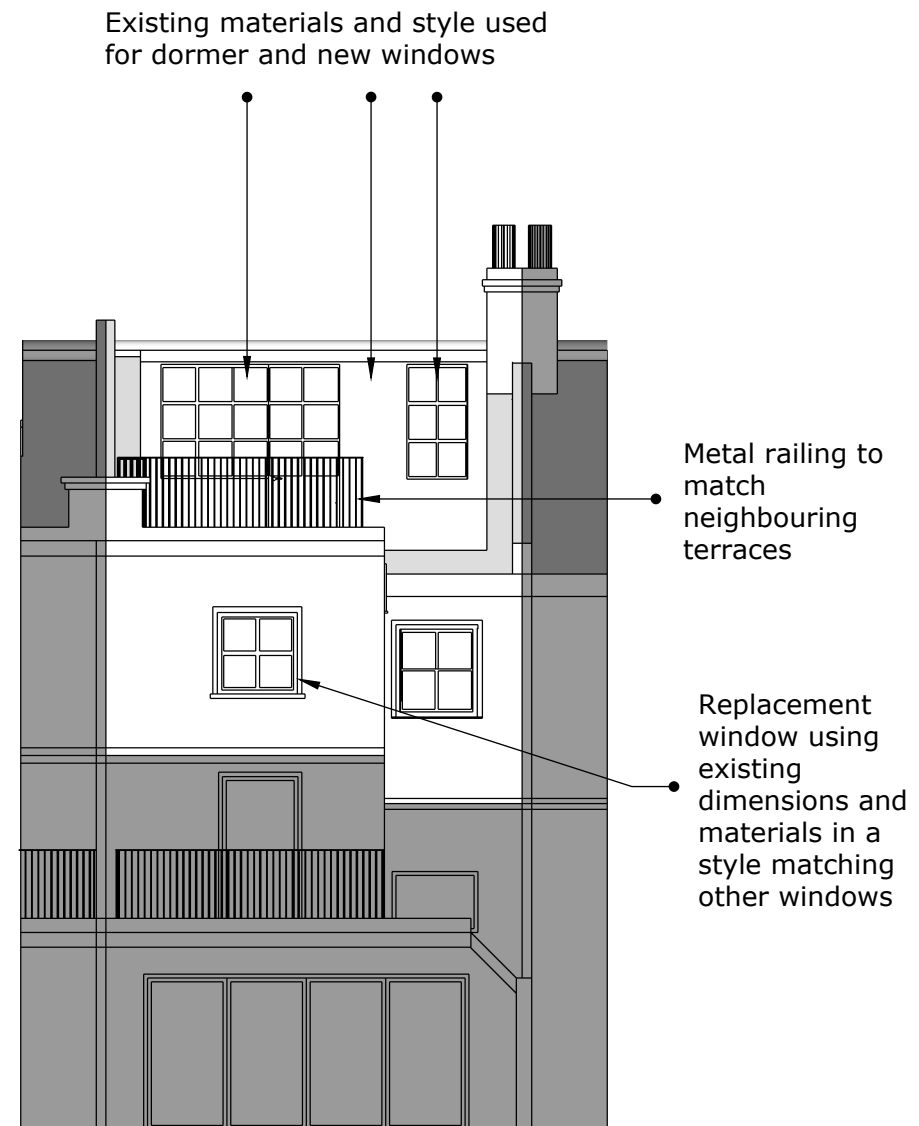 Existing materials and style used
for dormer and new windows
Metal railing to
match
neighbouring
terraces
Replacement
window using
existing
dimensions and
materials in a
style matching
other windows